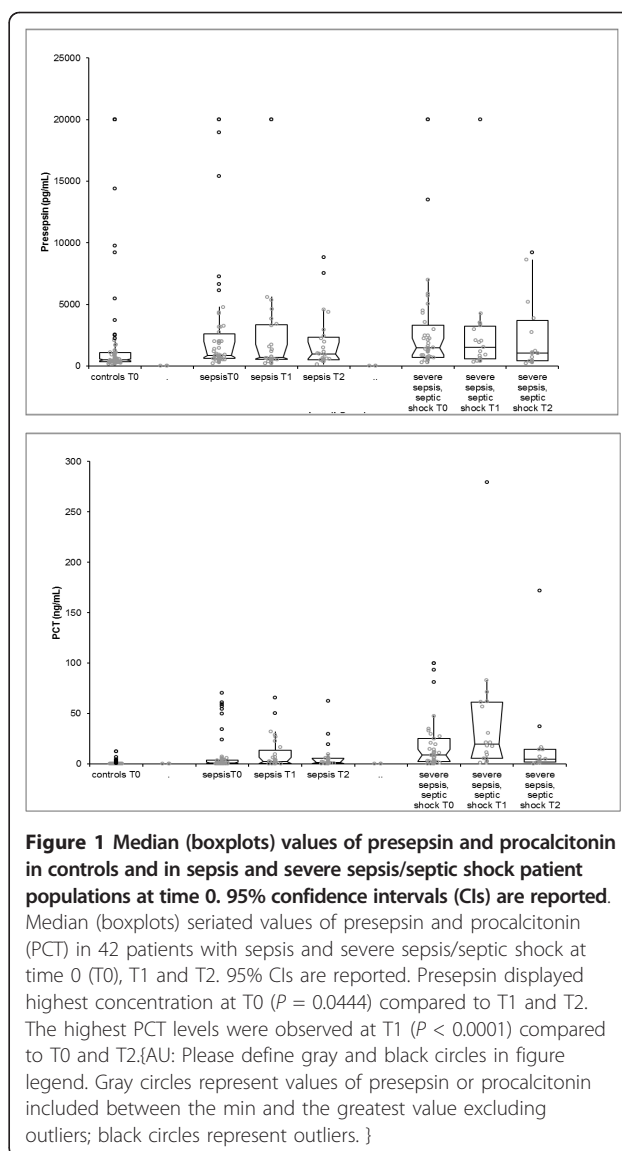 25000
20000
15000
10000
5000
0
Presepsin (pg/mL)
controls T0
.
sepsisT0
sepsis T1
sepsis T2
..
severe
sepsis,
septic
shock T0
severe
sepsis,
septic
shock T1
severe
sepsis,
septic
shock T2
300
250
200
150
100
50
0
PCT (ng/mL)
controls T0
.
sepsisT0
sepsis T1
sepsis T2
..
severe
sepsis,
septic
shock T0
severe
sepsis,
septic
shock T1
severe
sepsis,
septic
shock T2
Figure 1 Median (boxplots) values of presepsin and procalcitonin
in controls and in sepsis and severe sepsis/septic shock patient
populations at time 0. 95% confidence intervals (CIs) are reported.
Median (boxplots) seriated values of presepsin and procalcitonin
(PCT) in 42 patients with sepsis and severe sepsis/septic shock at
time 0 (T0), T1 and T2. 95% CIs are reported. Presepsin displayed
highest concentration at T0 (P = 0.0444) compared to T1 and T2.
The highest PCT levels were observed at T1 (P < 0.0001) compared
to T0 and T2.{AU: Please define gray and black circles in figure
legend. Gray circles represent values of presepsin or procalcitonin
included between the min and the greatest value excluding
outliers; black circles represent outliers. }